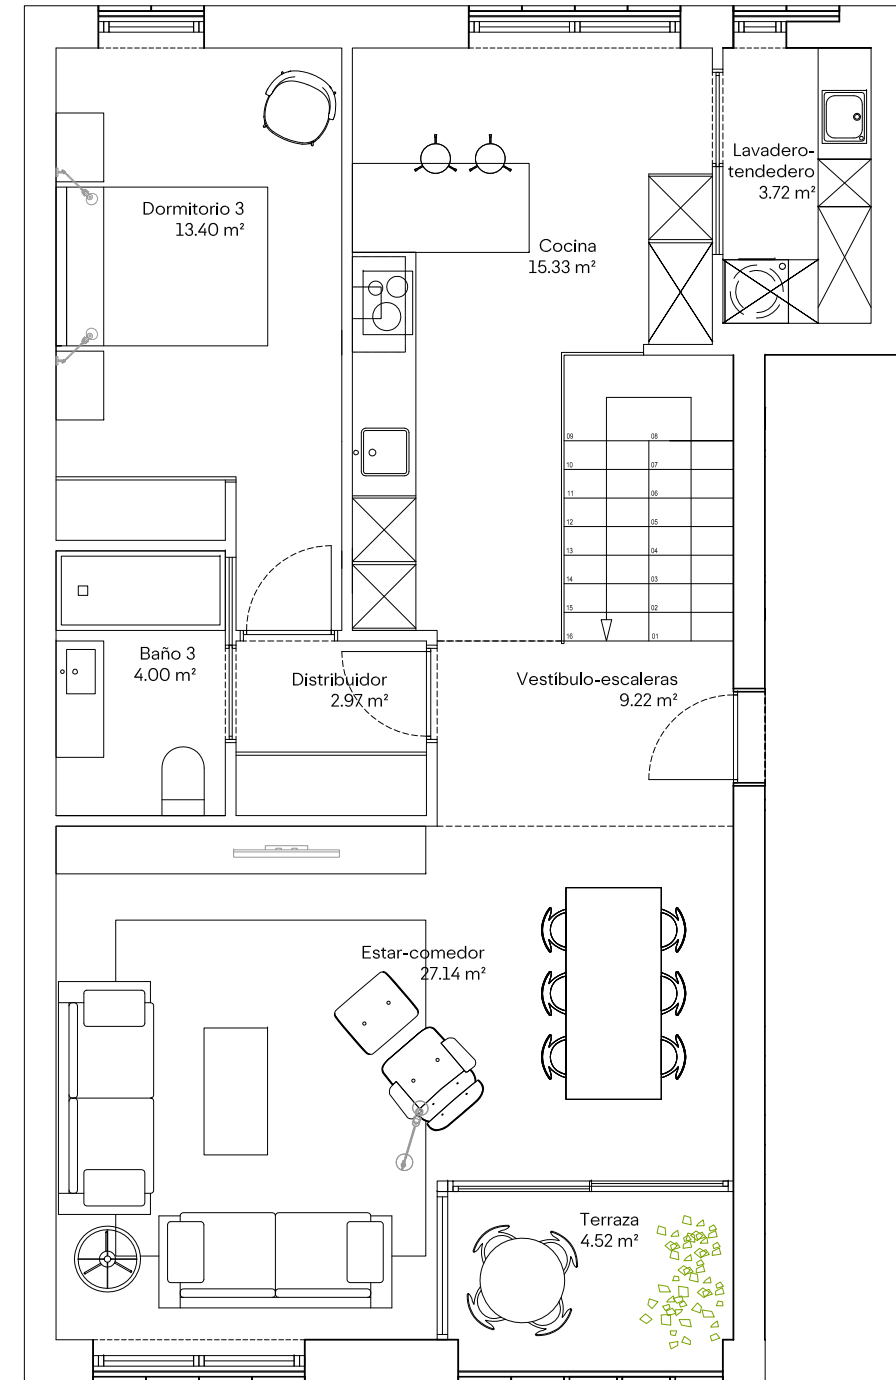 Lavadero-
tendedero
3.72 m²
Dormitorio 3
13.40 m²
Cocina
15.33 m²
09
08
10
07
11
06
12
05
13
04
14
03
15
02
16
01
Baño 3
4.00 m²
Distribuidor
2.97 m²
Vestíbulo-escaleras
9.22 m²
Estar-comedor
27.14 m²
Terraza
4.52 m²